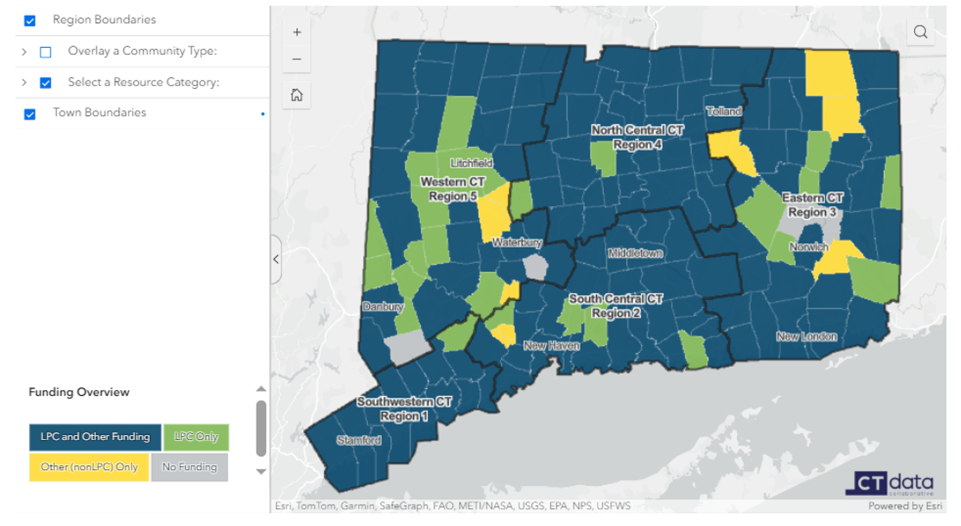 Region Boundaries
Overlay a Community Type:
Select a Resource Category:
Town Boundaries
Funding Overview
LPC and Other Funding
LPC Only
Other (nonLPC) Only
No Funding
Tolland
North Central CT
Region 4
Litchfield
Western CT
Region 5
Eastern CT
Region 3
Waterbury
Norwich
Middletown
Danbury
South Central CT
Region 2
New Haven
New London
Southwestern CT
Region 1
Stamford
CTdata
collaborative
Esri, TomTom, Garmin, SafeGraph, FAO, METI/NASA, USGS, EPA, NPS, USFWS
Powered by Esri